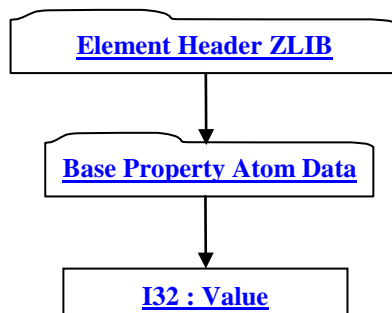 Element Header ZLIB
Base Property Atom Data
I32 : Value